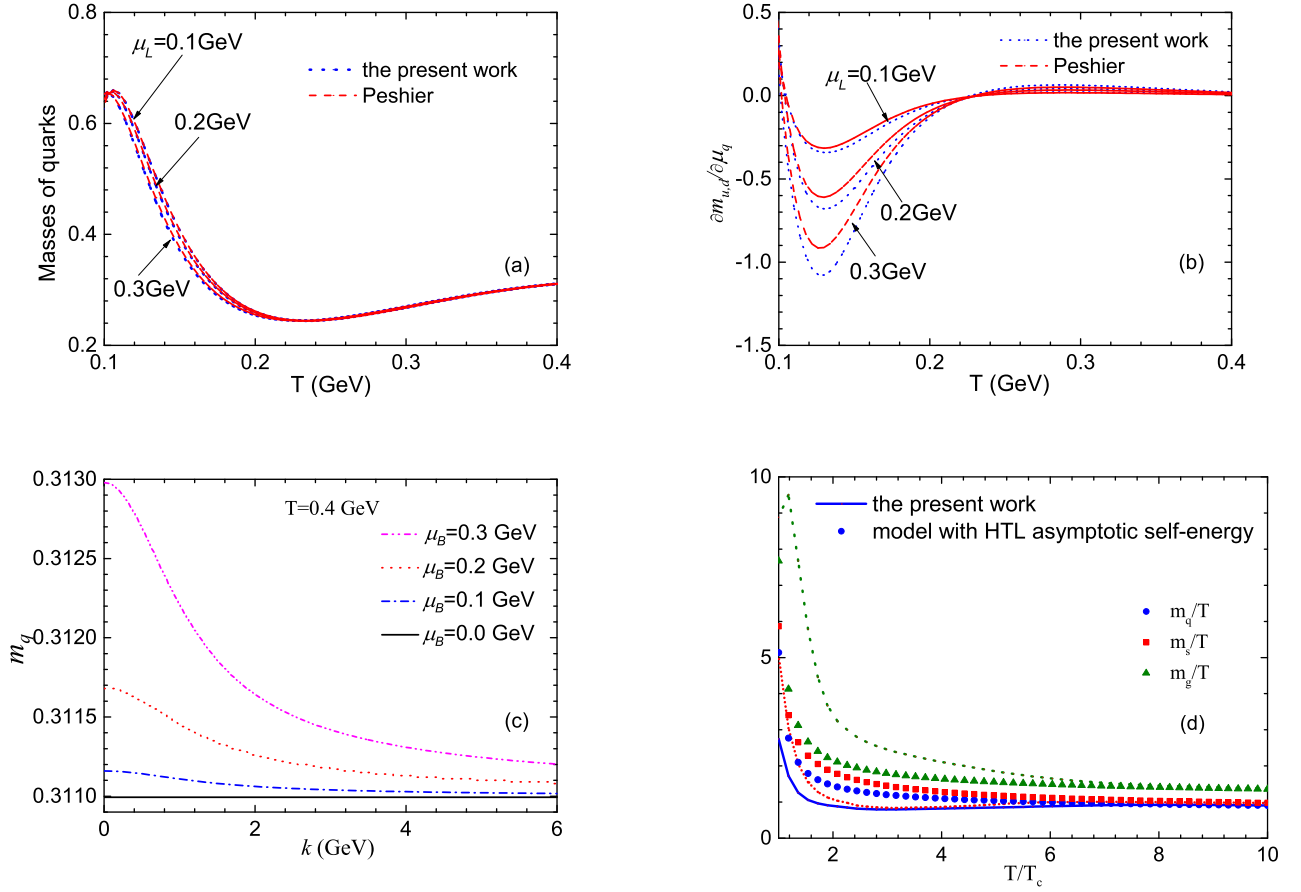 0.8
0.6
0.4
0.2
Masses of quarks
μL=0.1GeV
0.2GeV
0.3GeV
the present work
Peshier
(a)
0.1
0.2
0.3
0.4
T (GeV)
0.5
0.0
-0.5
-1.0
-1.5
∂mu,d/∂μq
the present work
Peshier
μL=0.1GeV
0.2GeV
0.3GeV
(b)
0.1
0.2
0.3
0.4
T (GeV)
0.3130
0.3125
0.3120
0.3115
0.3110
mq
T=0.4 GeV
μB=0.3 GeV
μB=0.2 GeV
μB=0.1 GeV
μB=0.0 GeV
(c)
0
2
4
6
k (GeV)
10
5
0
the present work
model with HTL asymptotic self-energy
mq/T
ms/T
mg/T
(d)
2
4
6
8
10
T/Tc